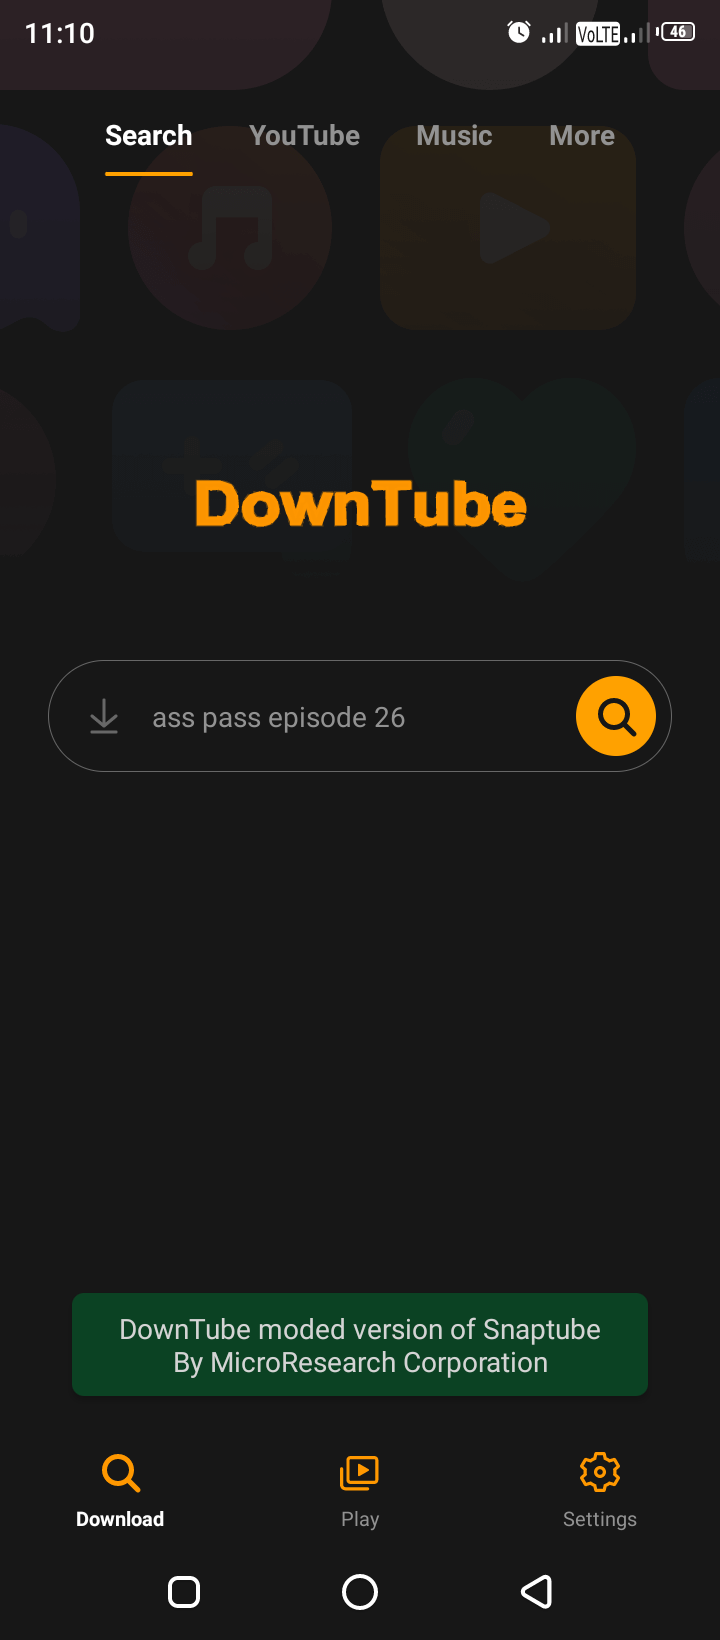 11:10
VoLTE
46
Search YouTube Music More
DownTube
ass pass episode 26
DownTube moded version of Snaptube
By MicroResearch Corporation
Download Play Settings